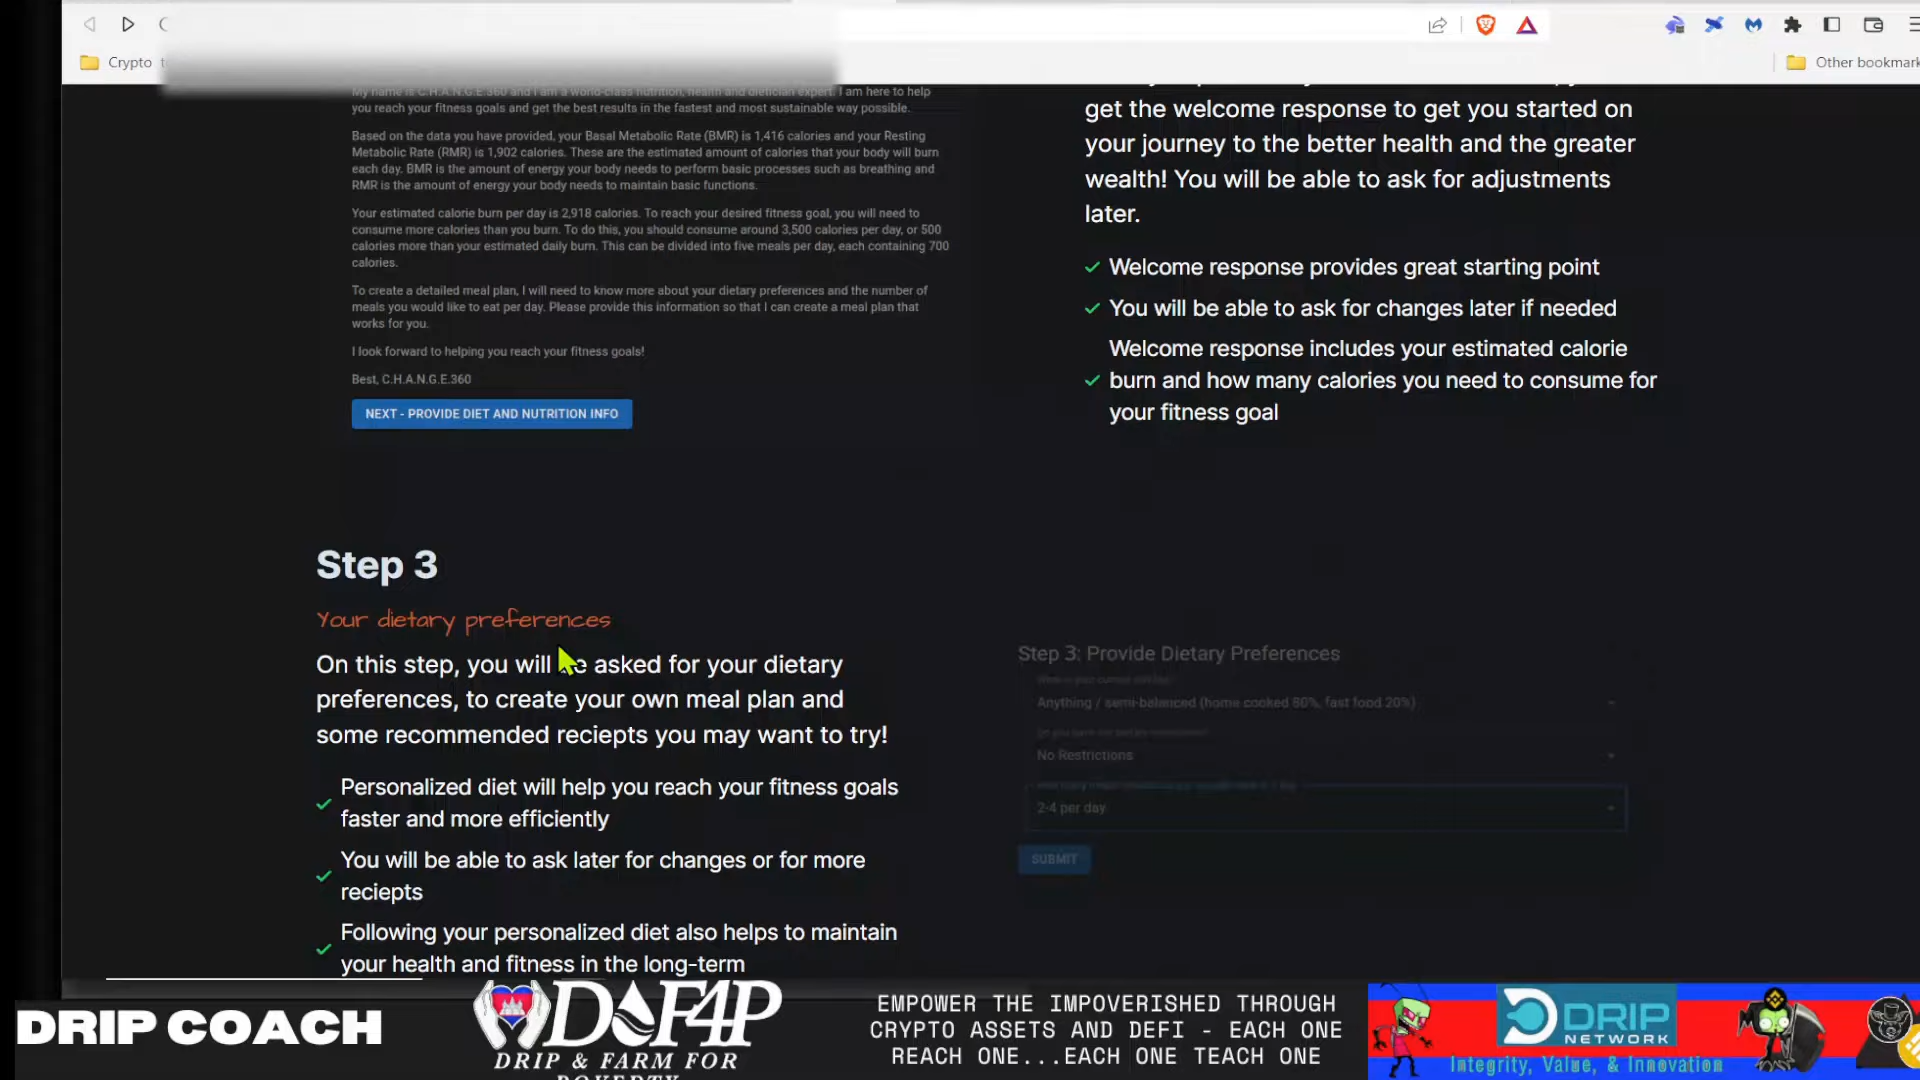 Crypto
Other bookmark
My name is C.H.A.N.G.E.360 and I am a world-class nutrition, health and dietician expert. I am here to help
you reach your fitness goals and get the best results in the fastest and most sustainable way possible.
Based on the data you have provided, your Basal Metabolic Rate (BMR) is 1,416 calories and your Resting
Metabolic Rate (RMR) is 1,902 calories. These are the estimated amount of calories that your body will burn
each day. BMR is the amount of energy your body needs to perform basic processes such as breathing and
RMR is the amount of energy your body needs to maintain basic functions.
Your estimated calorie burn per day is 2,918 calories. To reach your desired fitness goal, you will need to
consume more calories than you burn. To do this, you should consume around 3,500 calories per day, or 500
calories more than your estimated daily burn. This can be divided into five meals per day, each containing 700
calories.
To create a detailed meal plan, I will need to know more about your dietary preferences and the number of
meals you would like to eat per day. Please provide this information so that I can create a meal plan that
works for you.
I look forward to helping you reach your fitness goals!
Best, C.H.A.N.G.E.360
NEXT - PROVIDE DIET AND NUTRITION INFO
get the welcome response to get you started on
your journey to the better health and the greater
wealth! You will be able to ask for adjustments
later.
Welcome response provides great starting point
You will be able to ask for changes later if needed
Welcome response includes your estimated calorie
burn and how many calories you need to consume for
your fitness goal
Step 3
Your dietary preferences
On this step, you will be asked for your dietary
preferences, to create your own meal plan and
some recommended reciepts you may want to try!
Personalized diet will help you reach your fitness goals
faster and more efficiently
You will be able to ask later for changes or for more
reciepts
Following your personalized diet also helps to maintain
your health and fitness in the long-term
Step 3: Provide Dietary Preferences
Anything / semi-balanced (home cooked 80%, fast food 20%)
No Restrictions
2-4 per day
SUBMIT
DRIP COACH
DOF4P
DRIP & FARM FOR
POVERTY
EMPOWER THE IMPOVERISHED THROUGH
CRYPTO ASSETS AND DEFI - EACH ONE
REACH ONE...EACH ONE TEACH ONE
DRIP
NETWORK
Integrity, Value, & Innovation